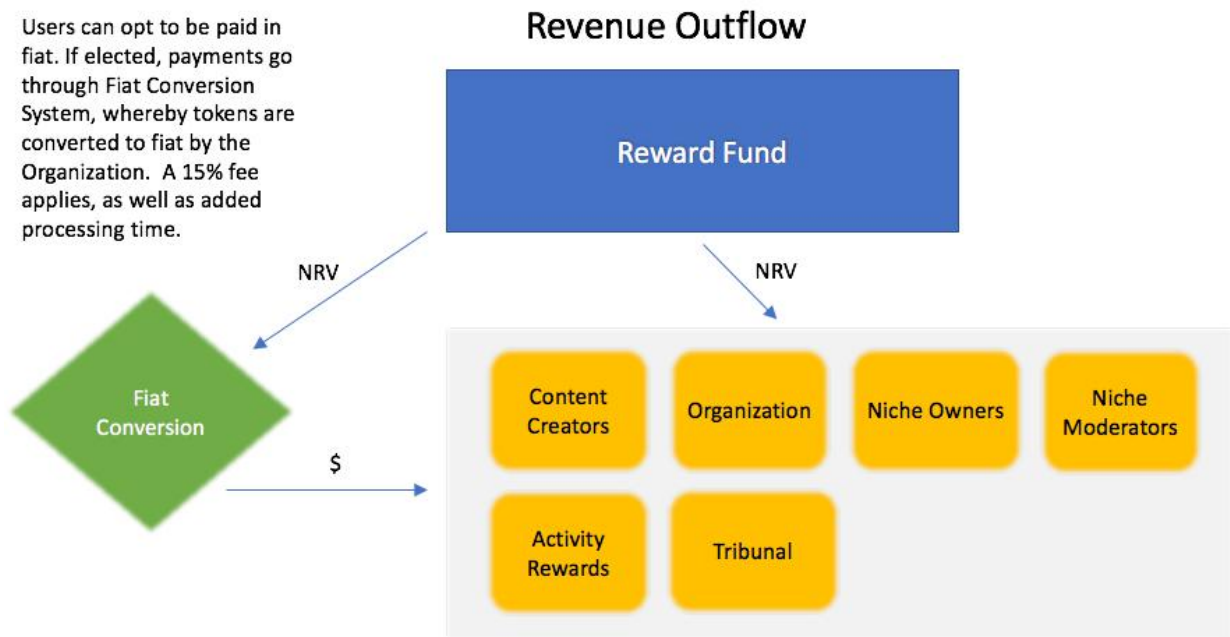 Revenue Outflow
Users can opt to be paid in
fiat. If elected, payments go
through Fiat Conversion
System, whereby tokens are
converted to fiat by the
Organization.  A 15% fee
applies, as well as added
processing time.
Reward Fund
NRV
NRV
Fiat
Conversion
$
Content
Creators
Organization
Niche Owners
Niche
Moderators
Activity
Rewards
Tribunal